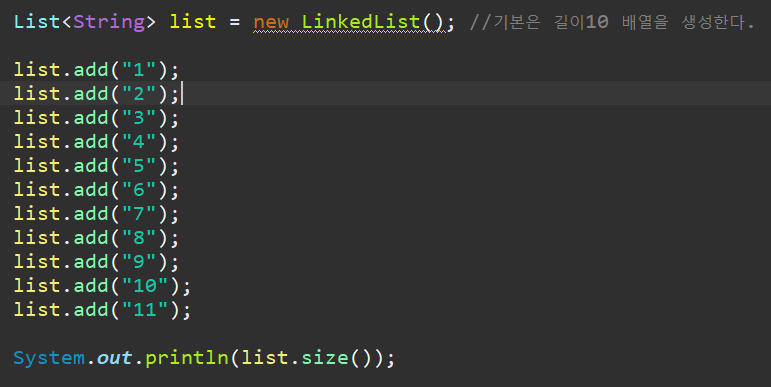 List<String> list = new LinkedList(); //기본은 길이10 배열을 생성한다.
list.add("1");
list.add("2");
list.add("3");
list.add("4");
list.add("5");
list.add("6");
list.add("7");
list.add("8");
list.add("9");
list.add("10");
list.add("11");
System.out.println(list.size());